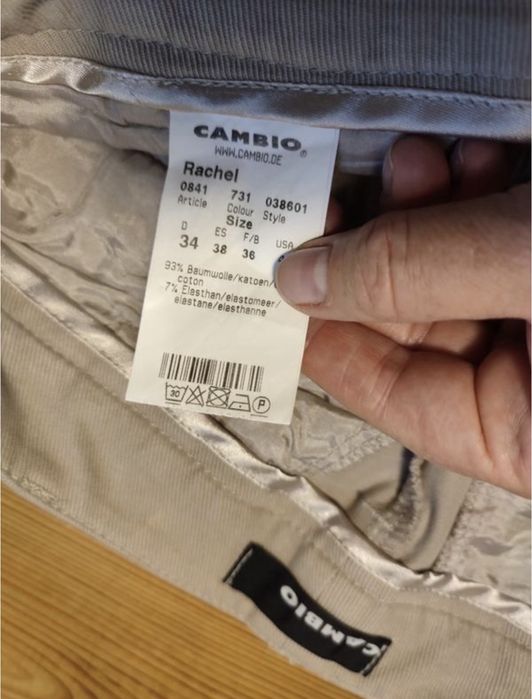 CAMBIO®
WWW.CAMBIO.DE
Rachel
0841 731 038601
Article Colour Style
Size
D ES F/B USA
34 38 36
93% Baumwolle/katoen/
coton
7% Elasthan/elastomeer/
elastane/elasthanne
30 P
CAMBIO